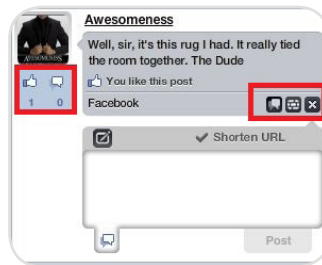 Awesomeness
Well, sir, it's this rug I had. It really tied
the room together. The Dude
You like this post
AWESOMENESS
1 0
Facebook
Shorten URL
Post